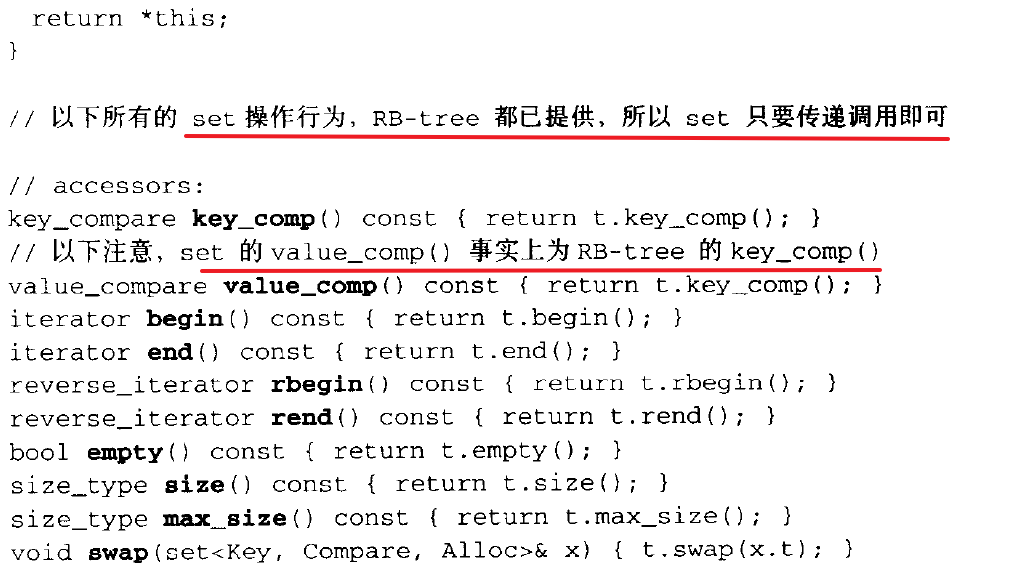 return *this;
}
// 以下所有的 set 操作行为，RB-tree 都已提供，所以 set 只要传递调用即可
// accessors:
key_compare key_comp() const { return t.key_comp(); }
// 以下注意，set 的 value_comp() 事实上为 RB-tree 的 key_comp()
value_compare value_comp() const { return t.key_comp(); }
iterator begin() const { return t.begin(); }
iterator end() const { return t.end(); }
reverse_iterator rbegin() const { return t.rbegin(); }
reverse_iterator rend() const { return t.rend(); }
bool empty() const { return t.empty(); }
size_type size() const { return t.size(); }
size_type max_size() const { return t.max_size(); }
void swap(set<Key, Compare, Alloc>& x) { t.swap(x.t); }